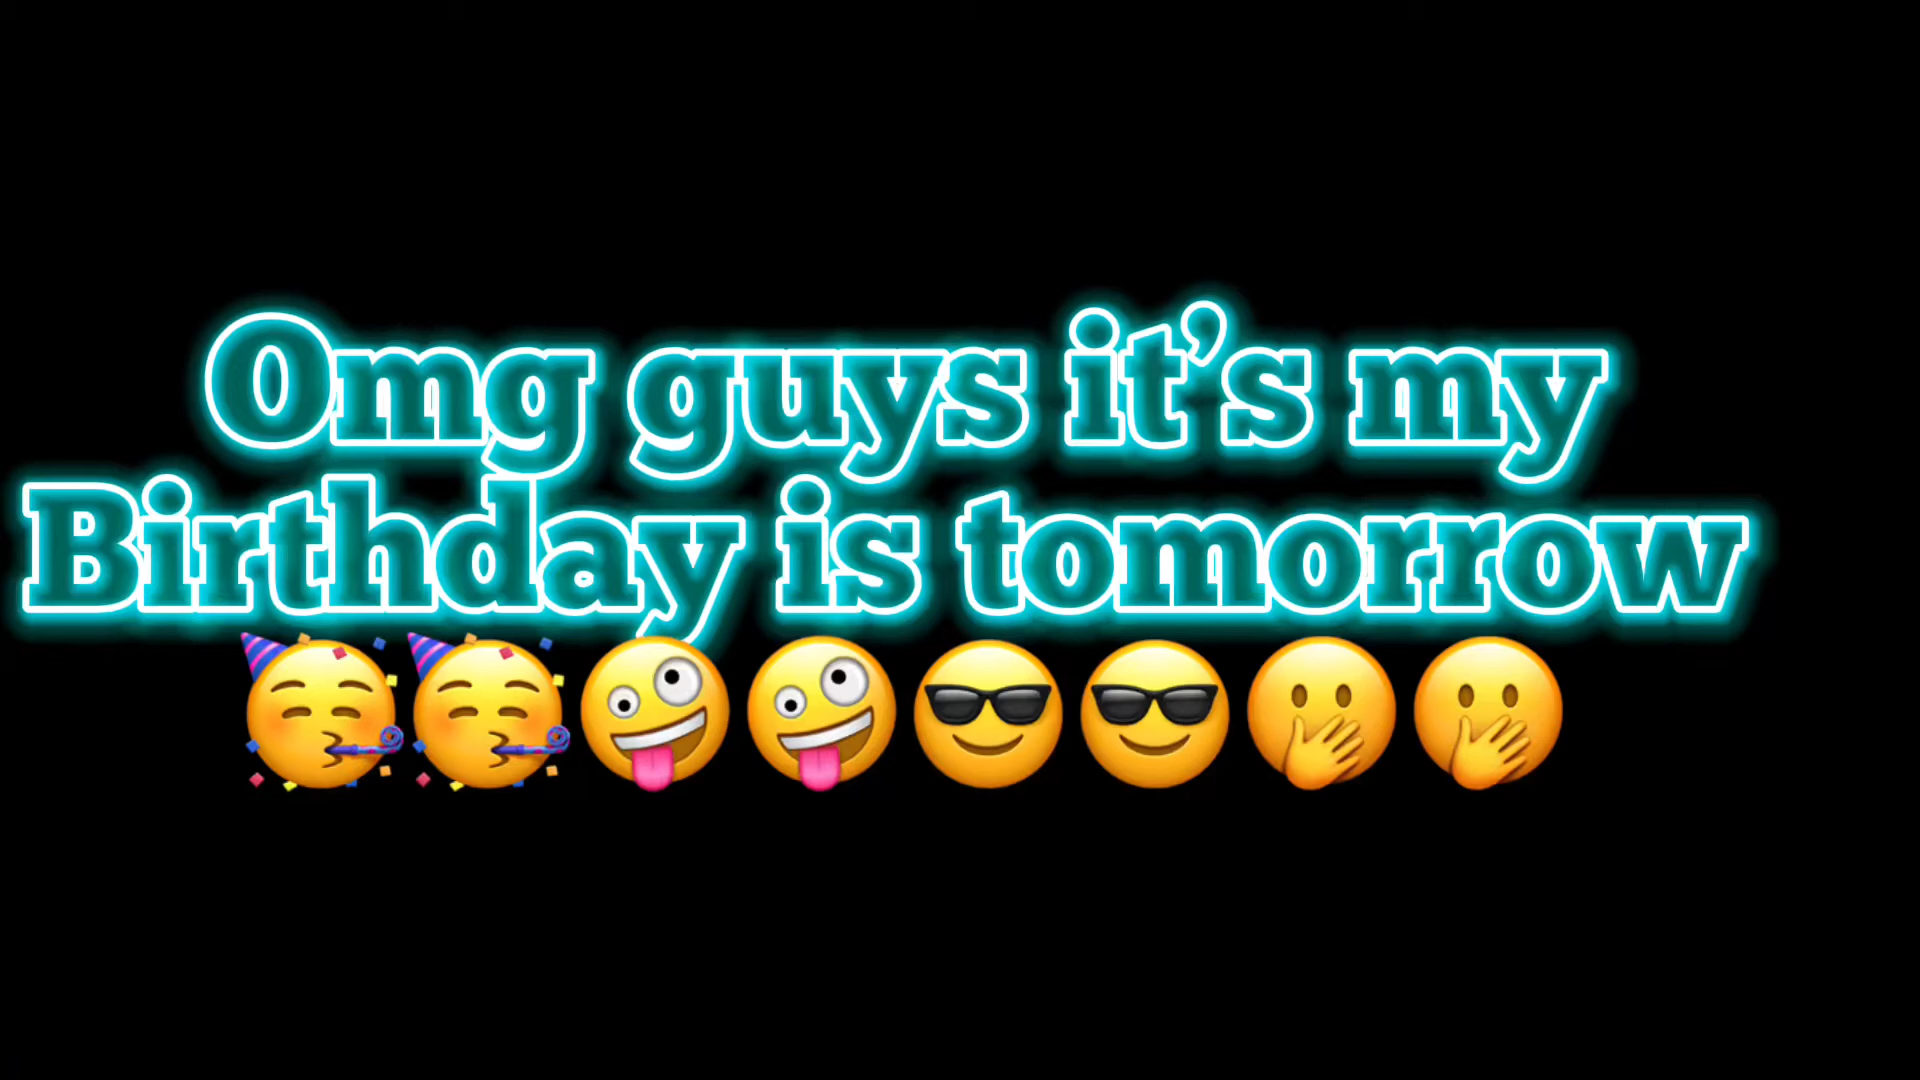 Omg guys it’s my
Birthday is tomorrow
🥳🥳🤪🤪😎😎🫢🫢